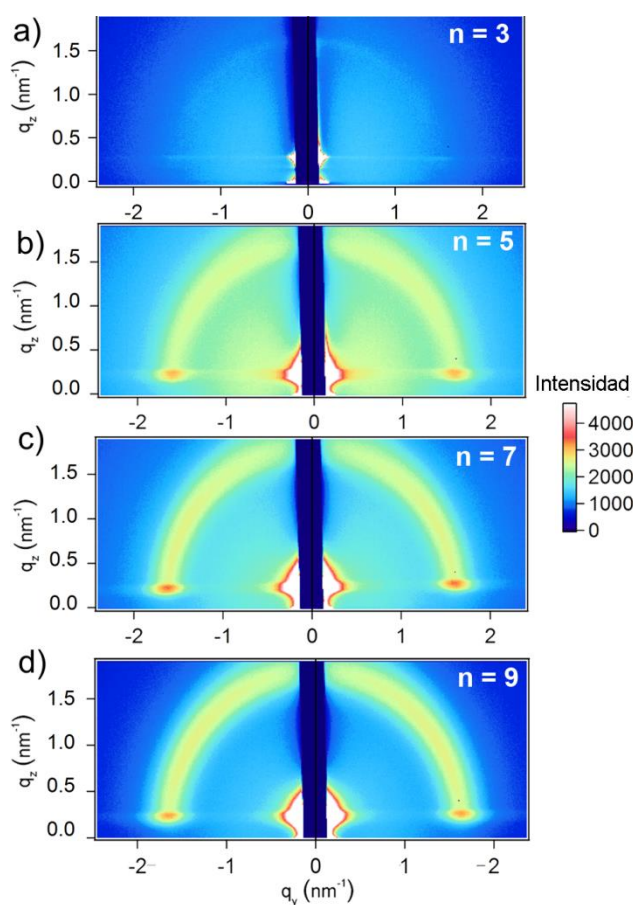 a)
n = 3
q_z (nm⁻¹)
1.5
1.0
0.5
0.0
-2 -1 0 1 2
b)
n = 5
q_z (nm⁻¹)
1.5
1.0
0.5
0.0
-2 -1 0 1 2
Intensidad
4000
3000
2000
1000
0
c)
n = 7
q_z (nm⁻¹)
1.5
1.0
0.5
0.0
-2 -1 0 1 2
d)
n = 9
q_z (nm⁻¹)
1.5
1.0
0.5
0.0
-2 -1 0 1 -2
q_y (nm⁻¹)